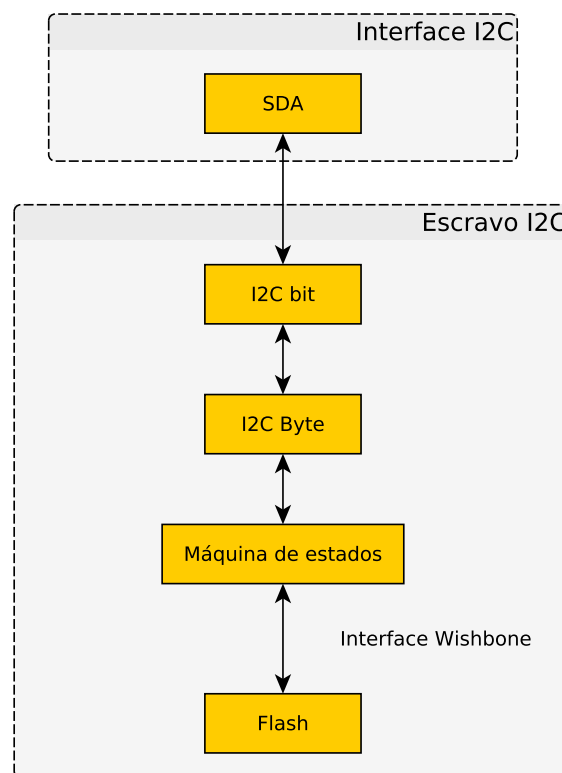 Interface I2C
SDA
Escravo I2C
I2C bit
I2C Byte
Máquina de estados
Interface Wishbone
Flash